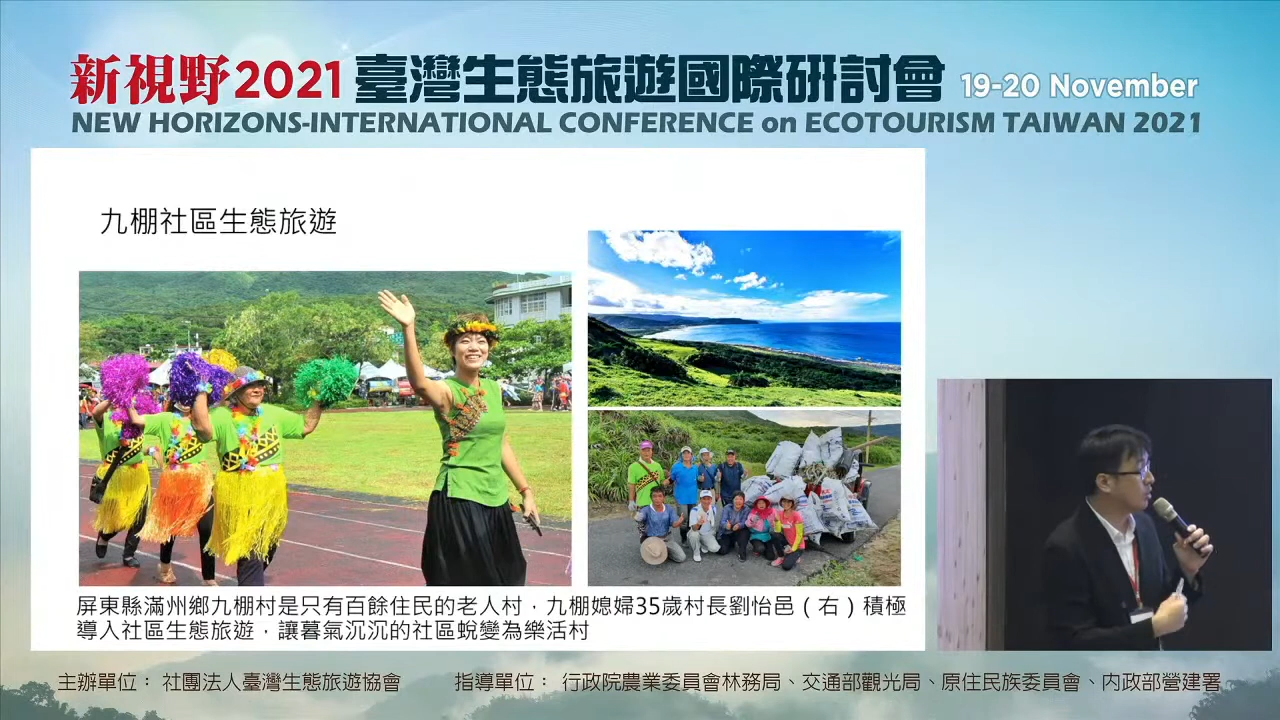 新視野2021臺灣生態旅遊國際研討會 19-20 November
NEW HORIZONS-INTERNATIONAL CONFERENCE on ECOTOURISM TAIWAN 2021
九棚社區生態旅遊
屏東縣滿州鄉九棚村是只有百餘住民的老人村，九棚媳婦35歲村長劉怡邑（右）積極
導入社區生態旅遊，讓暮氣沉沉的社區蛻變為樂活村
主辦單位： 社團法人臺灣生態旅遊協會
指導單位： 行政院農業委員會林務局、交通部觀光局、原住民族委員會、內政部營建署